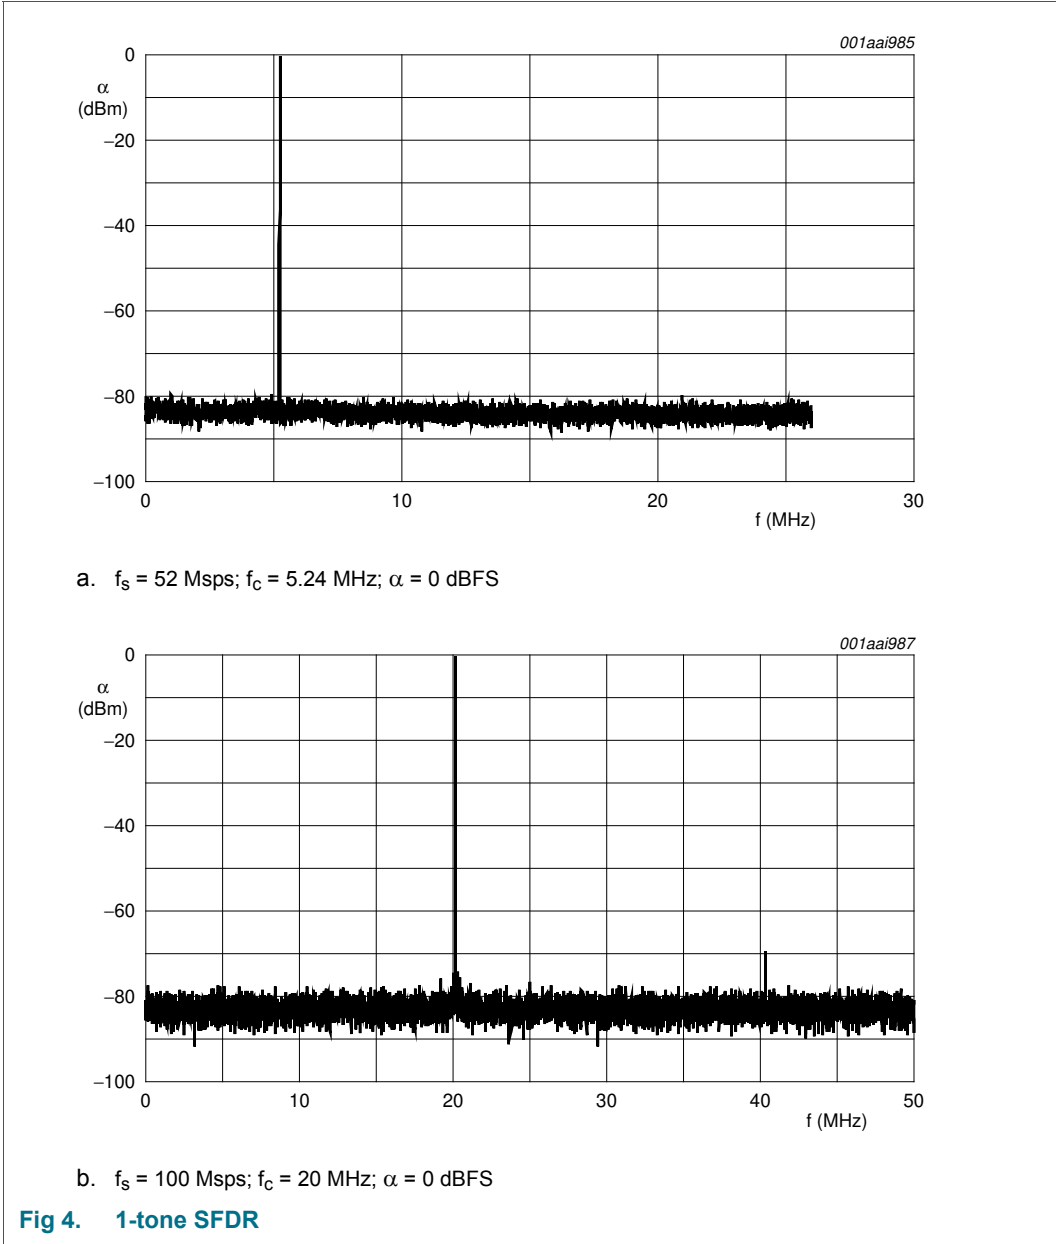 001aai985
0
α
(dBm)
−20
−40
−60
−80
−100
0 10 20 30
f (MHz)
a. fs = 52 Msps; fc = 5.24 MHz; α = 0 dBFS
001aai987
0
α
(dBm)
−20
−40
−60
−80
−100
0 10 20 30 40 50
f (MHz)
b. fs = 100 Msps; fc = 20 MHz; α = 0 dBFS
Fig 4. 1-tone SFDR